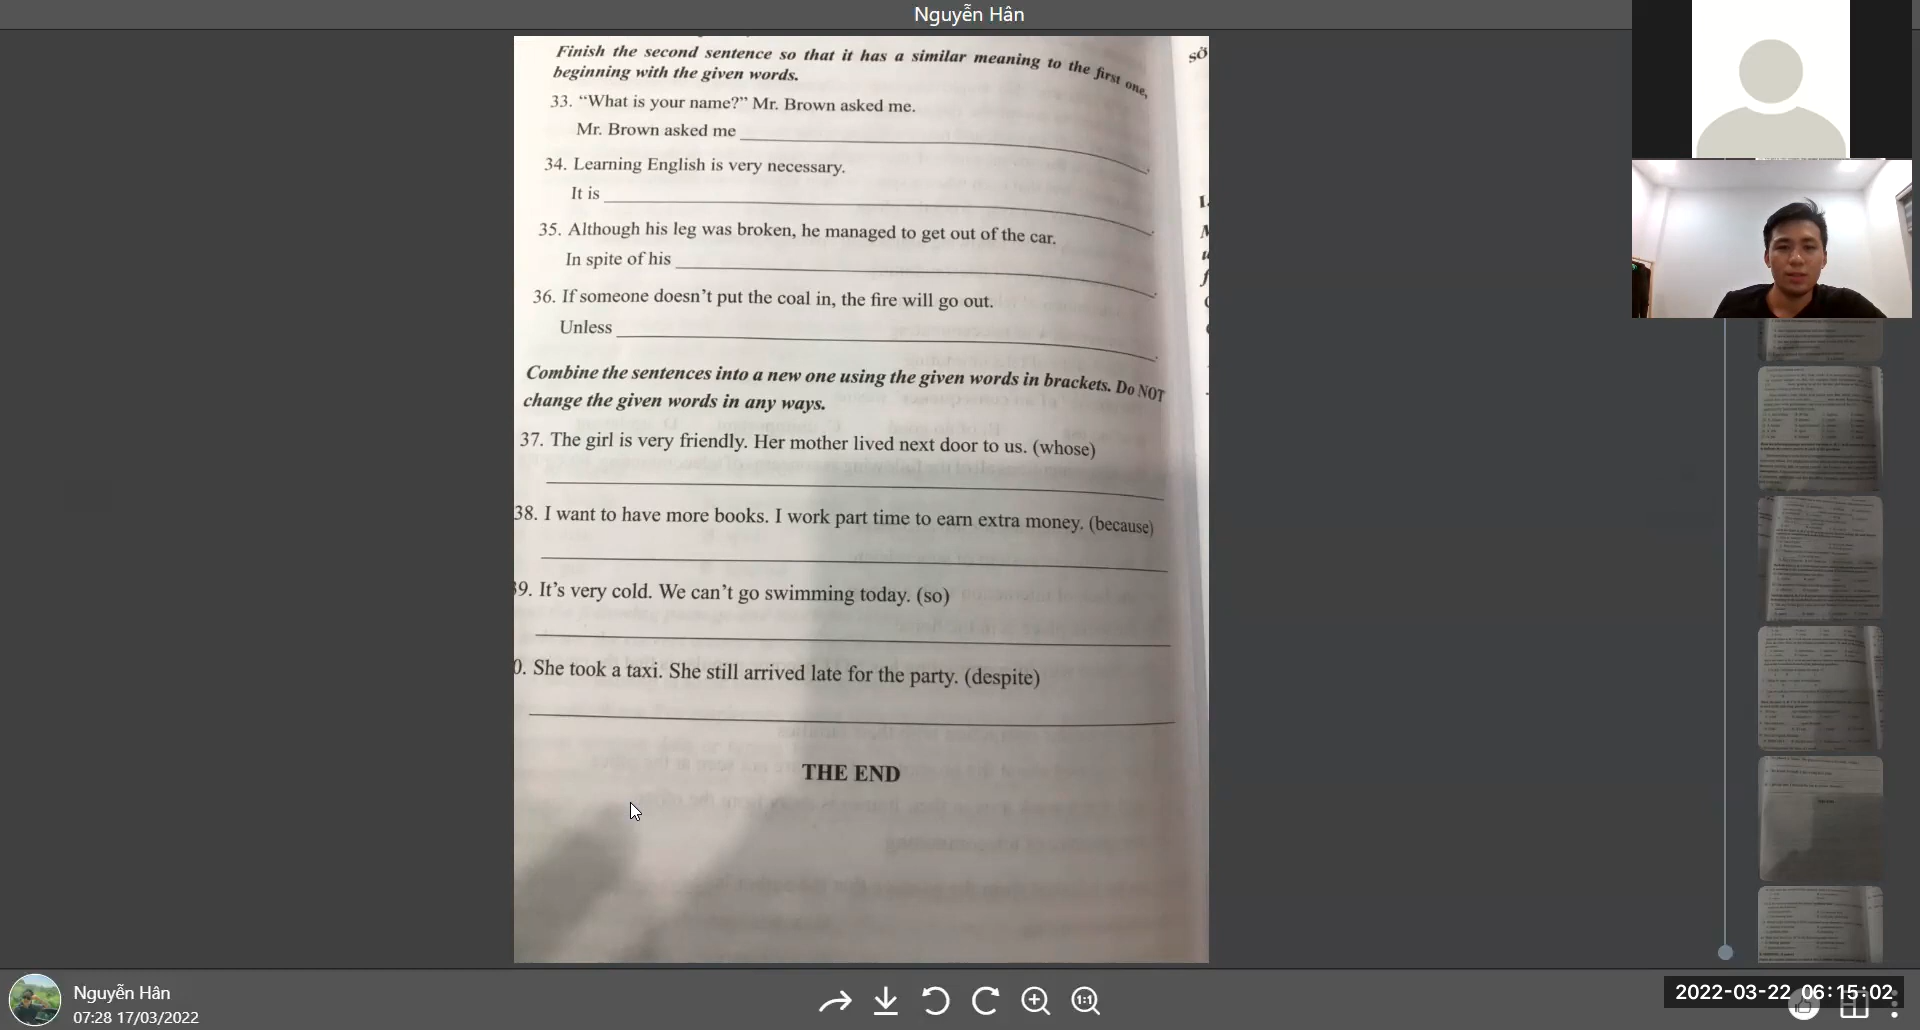 Nguyễn Hân
Finish the second sentence so that it has a similar meaning to the first one,
beginning with the given words.
33. “What is your name?” Mr. Brown asked me.
Mr. Brown asked me
34. Learning English is very necessary.
It is
35. Although his leg was broken, he managed to get out of the car.
In spite of his
36. If someone doesn’t put the coal in, the fire will go out.
Unless
Combine the sentences into a new one using the given words in brackets. Do NOT
change the given words in any ways.
37. The girl is very friendly. Her mother lived next door to us. (whose)
38. I want to have more books. I work part time to earn extra money. (because)
39. It’s very cold. We can’t go swimming today. (so)
0. She took a taxi. She still arrived late for the party. (despite)
THE END
sở
Nguyễn Hân
07:28 17/03/2022
1:1
2022-03-22 06:15:02